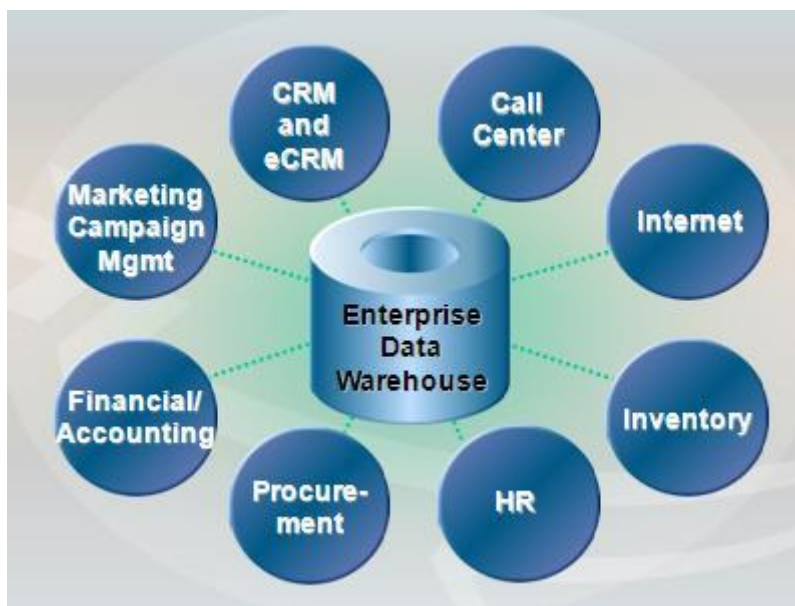 CRM
and
eCRM
Call
Center
Marketing
Campaign
Mgmt
Internet
Enterprise
Data
Warehouse
Financial/
Accounting
Inventory
Procure-
ment
HR